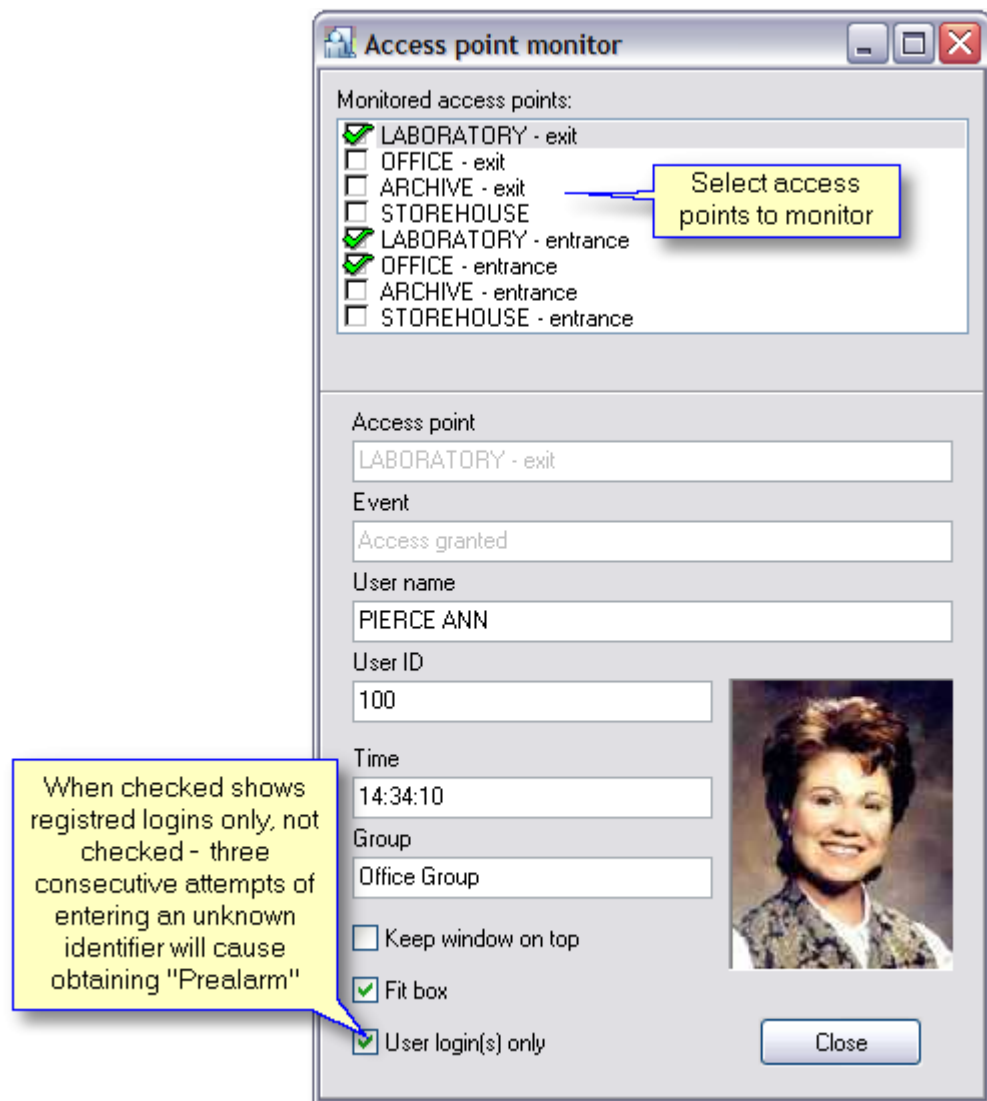 Access point monitor
Monitored access points:
LABORATORY - exit
OFFICE - exit
ARCHIVE - exit
STOREHOUSE
LABORATORY - entrance
OFFICE - entrance
ARCHIVE - entrance
STOREHOUSE - entrance
Select access
points to monitor
Access point
LABORATORY - exit
Event
Access granted
User name
PIERCE ANN
User ID
100
Time
14:34:10
Group
Office Group
Keep window on top
Fit box
User login(s) only
Close
When checked shows
registred logins only, not
checked - three
consecutive attempts of
entering an unknown
identifier will cause
obtaining "Prealarm"